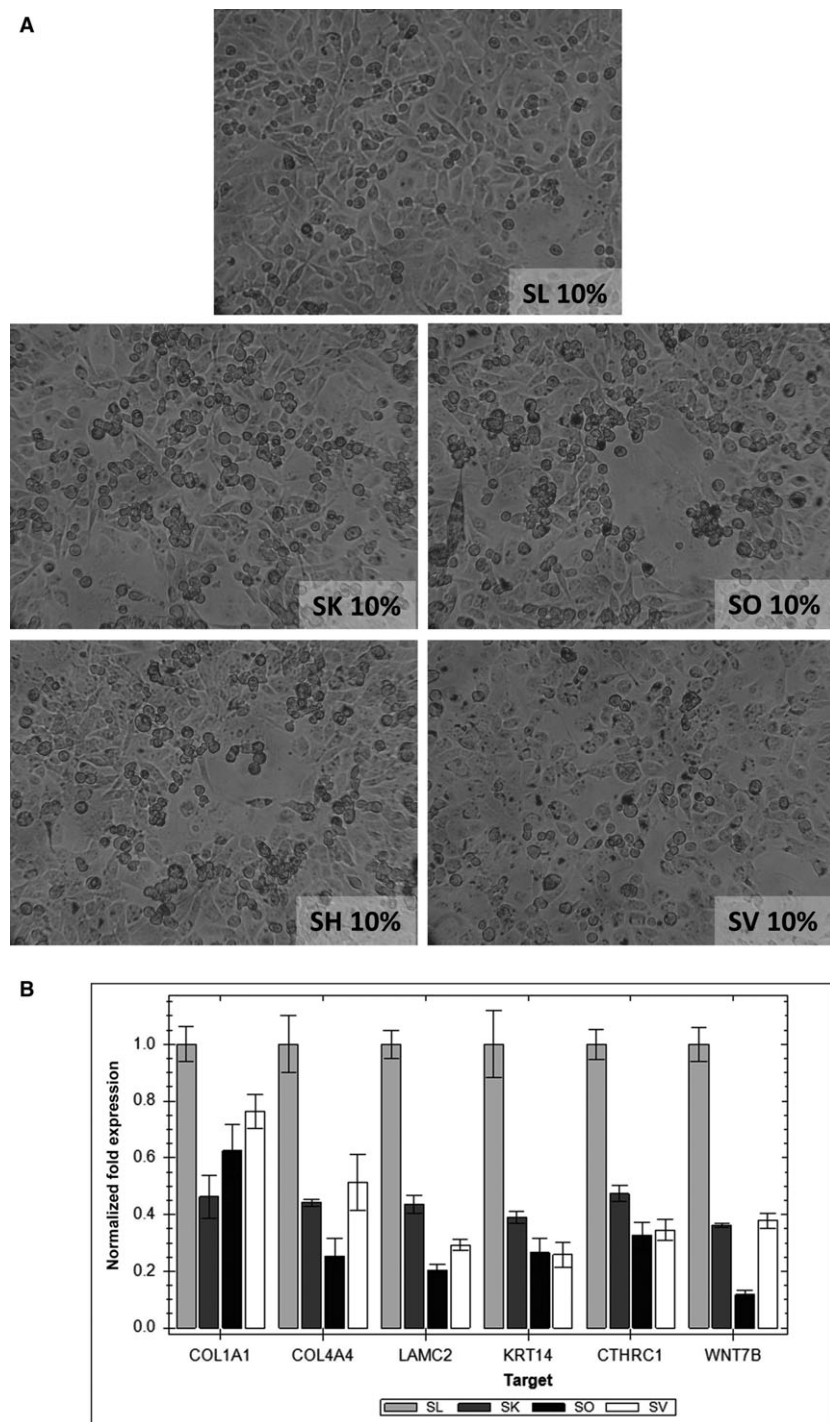 A
SL 10%
SK 10%
SO 10%
SH 10%
SV 10%
B
Normalized fold expression
1.0
0.8
0.6
0.4
0.2
0.0
COL1A1 COL4A4 LAMC2 KRT14 CTHRC1 WNT7B
Target
SL SK SO SV